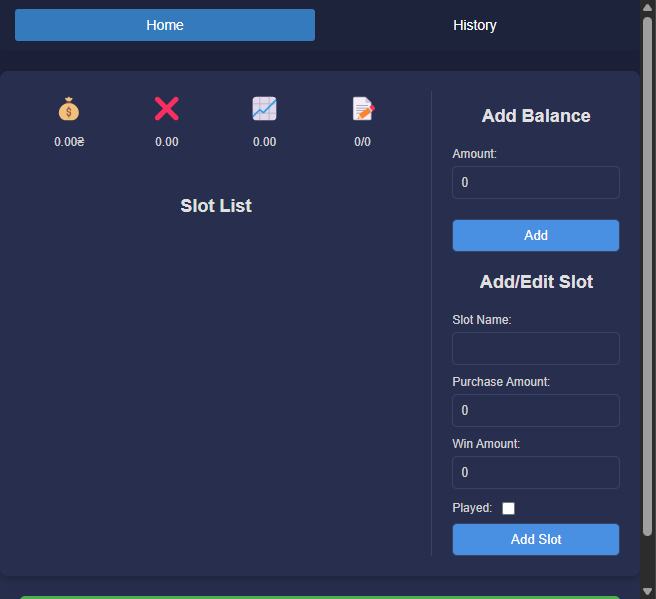 Home
History
0.00₴
0.00
0.00
0/0
Slot List
Add Balance
Amount:
0
Add
Add/Edit Slot
Slot Name:
Purchase Amount:
0
Win Amount:
0
Played:
Add Slot